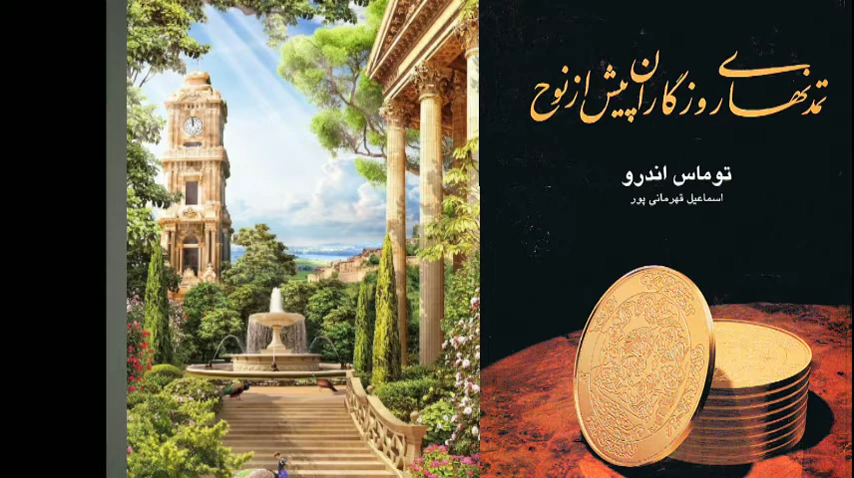 تمدنهای روزگاران پیش از نوح
توماس اندرو
اسماعیل قهرمانی پور